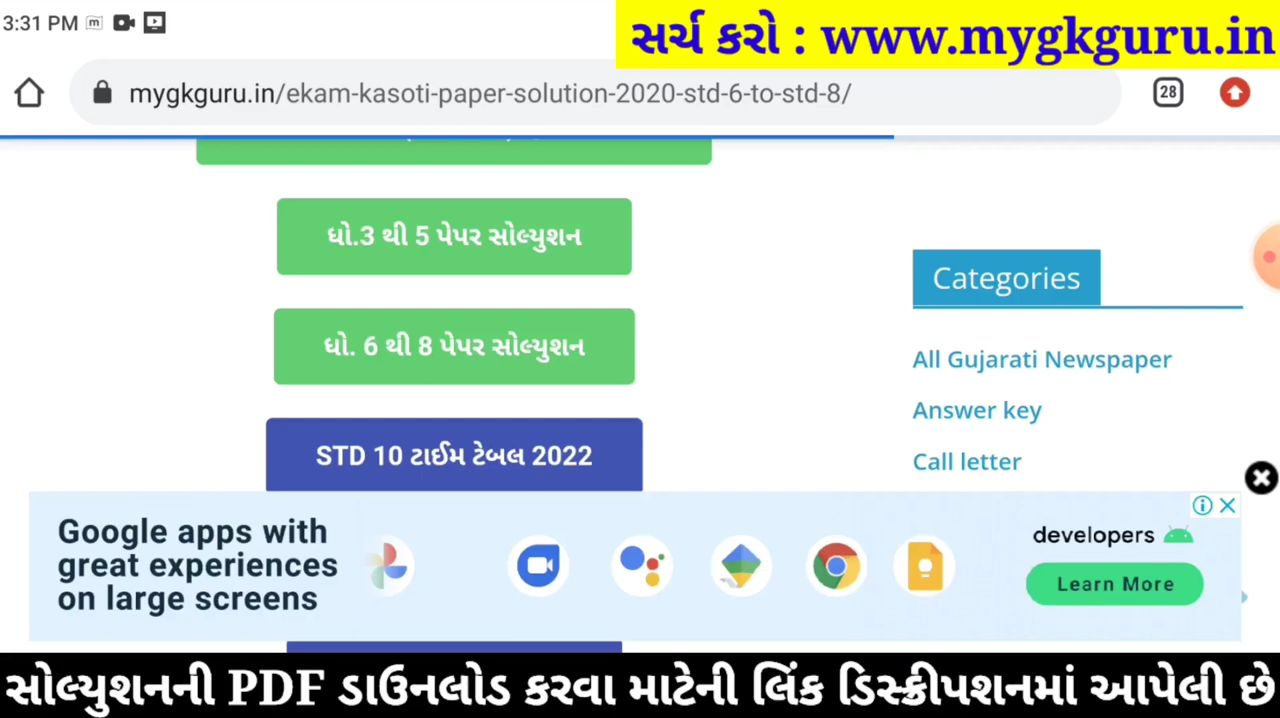 3:31 PM
સર્ચ કરો : www.mygkguru.in
mygkguru.in/ekam-kasoti-paper-solution-2020-std-6-to-std-8/
28
ધો.3 થી 5 પેપર સોલ્યુશન
ધો. 6 થી 8 પેપર સોલ્યુશન
STD 10 ટાઈમ ટેબલ 2022
Categories
All Gujarati Newspaper
Answer key
Call letter
Google apps with
great experiences
on large screens
developers
Learn More
સોલ્યુશનની PDF ડાઉનલોડ કરવા માટેની લિંક ડિસ્ક્રીપશનમાં આપેલી છે